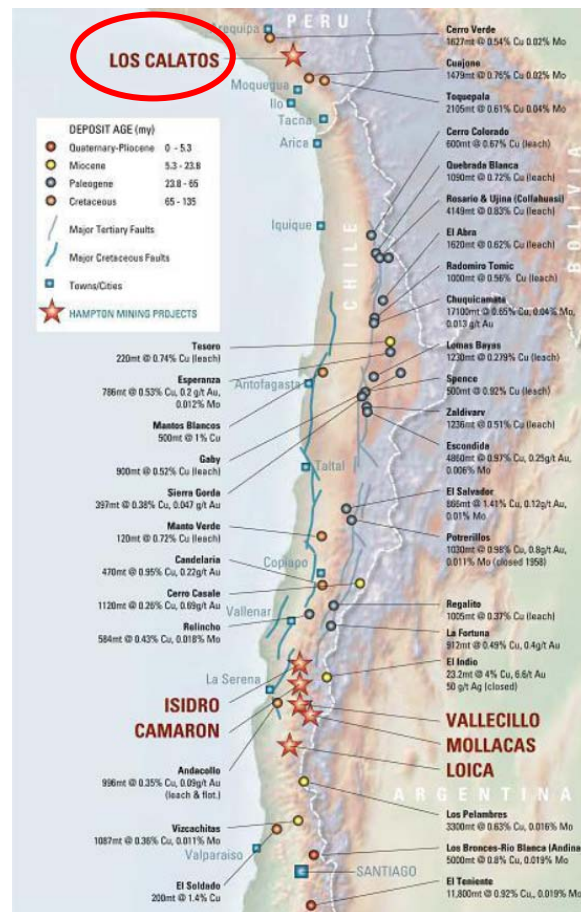 PERU
Arequipa
LOS CALATOS
Moquegua
Ilo
Tacna
Arica
DEPOSIT AGE (my)
Quaternary-Pliocene 0 - 5.3
Miocene 5.3 - 23.8
Paleogene 23.8 - 65
Cretaceous 65 - 135
Major Tertiary Faults
Major Cretaceous Faults
Towns/Cities
HAMPTON MINING PROJECTS
Iquique
CHILE
BOLIVIA
Cerro Verde
1627mt @ 0.54% Cu 0.02% Mo
Cuajone
1479mt @ 0.76% Cu 0.02% Mo
Toquepala
2105mt @ 0.61% Cu 0.04% Mo
Cerro Colorado
600mt @ 0.67% Cu (leach)
Quebrada Blanca
1090mt @ 0.72% Cu (leach)
Rosario & Ujina (Collahuasi)
4149mt @ 0.83% Cu (leach)
El Abra
1620mt @ 0.62% Cu (leach)
Radomiro Tomic
1000mt @ 0.56% Cu (leach)
Chuquicamata
17100mt @ 0.65% Cu, 0.04% Mo,
0.013 g/t Au
Lomas Bayas
1230mt @ 0.279% Cu (leach)
Spence
500mt @ 0.92% Cu (leach)
Zaldivarv
1236mt @ 0.51% Cu (leach)
Escondida
4860mt @ 0.97% Cu, 0.25g/t Au,
0.006% Mo
El Salvador
866mt @ 1.41% Cu, 0.12g/t Au,
0.01% Mo
Potrerillos
1030mt @ 0.98% Cu, 0.8g/t Au,
0.011% Mo (closed 1958)
Regalito
1005mt @ 0.37% Cu (leach)
La Fortuna
912mt @ 0.49% Cu, 0.4g/t Au
El Indio
23.2mt @ 4% Cu, 6.6/t Au
50 g/t Ag (closed)
VALLECILLO
MOLLACAS
LOICA
ARGENTINA
Los Pelambres
3300mt @ 0.63% Cu, 0.016% Mo
Los Bronces-Rio Blanca (Andina)
5000mt @ 0.8% Cu, 0.019% Mo
SANTIAGO
El Teniente
11,800mt @ 0.92% Cu,, 0.019% Mo
Tesoro
220mt @ 0.74% Cu (leach)
Esperanza
786mt @ 0.53% Cu, 0.2 g/t Au,
0.012% Mo
Antofagasta
Mantos Blancos
500mt @ 1% Cu
Gaby
900mt @ 0.52% Cu (leach)
Taltal
Sierra Gorda
397mt @ 0.38% Cu, 0.047 g/t Au
Manto Verde
120mt @ 0.72% Cu (leach)
Candelaria
470mt @ 0.95% Cu, 0.22g/t Au
Copiapo
Cerro Casale
1120mt @ 0.26% Cu, 0.69g/t Au
Vallenar
Relincho
584mt @ 0.43% Cu, 0.018% Mo
La Serena
ISIDRO
CAMARON
Andacollo
996mt @ 0.35% Cu, 0.09g/t Au
(leach & flot.)
Vizcachitas
1087mt @ 0.36% Cu, 0.011% Mo
Valparaiso
El Soldado
200mt @ 1.4% Cu